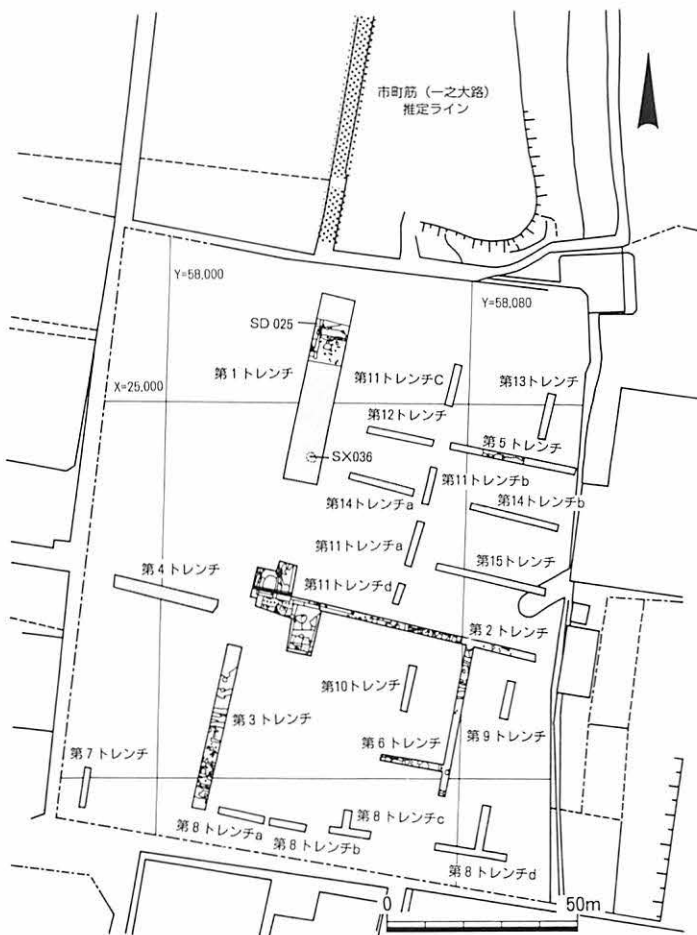 市町筋（一之大路）
推定ライン
Y=58,000
Y=58,080
SD 025
第1トレンチ
第11トレンチC
第13トレンチ
X=25,000
第12トレンチ
第5トレンチ
SX036
第11トレンチb
第14トレンチa
第14トレンチb
第11トレンチa
第15トレンチ
第4トレンチ
第11トレンチd
第2トレンチ
第10トレンチ
第3トレンチ
第9トレンチ
第6トレンチ
第7トレンチ
第8トレンチc
第8トレンチa
第8トレンチb
第8トレンチd
0 50m